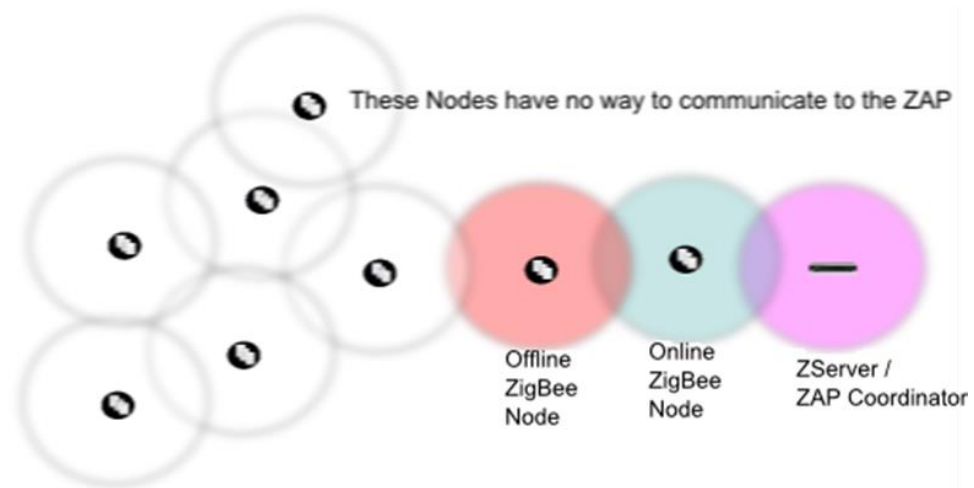 These Nodes have no way to communicate to the ZAP
Offline
ZigBee
Node
Online
ZigBee
Node
ZServer /
ZAP Coordinator